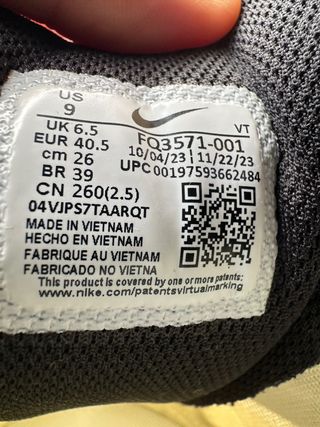 US
9
VT
UK 6.5
FQ3571-001
EUR 40.5
10/04/23 | 11/22/23
cm 26
UPC 00197593662484
BR 39
CN 260(2.5)
04VJPS7TAARQT
MADE IN VIETNAM
HECHO EN VIETNAM
FABRIQUE AU VIETNAM
FABRICADO NO VIETNA
This product is covered by one or more patents;
www.nike.com/patentsvirtualmarking